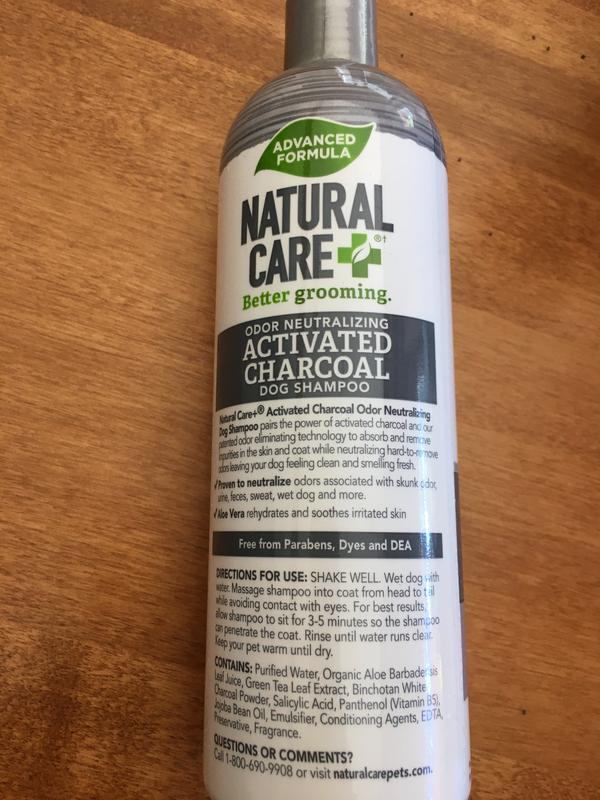 ADVANCED
FORMULA
NATURAL
CARE+®†
Better grooming.
ODOR NEUTRALIZING
ACTIVATED
CHARCOAL
DOG SHAMPOO
Natural Care+® Activated Charcoal Odor Neutralizing
Dog Shampoo pairs the power of activated charcoal and our
patented odor eliminating technology to absorb and remove
impurities in the skin and coat while neutralizing hard-to-remove
odors leaving your dog feeling clean and smelling fresh.
✓Proven to neutralize odors associated with skunk odor,
urine, feces, sweat, wet dog and more.
✓Aloe Vera rehydrates and soothes irritated skin
Free from Parabens, Dyes and DEA
DIRECTIONS FOR USE: SHAKE WELL. Wet dog with
water. Massage shampoo into coat from head to tail
while avoiding contact with eyes. For best results,
allow shampoo to sit for 3-5 minutes so the shampoo
can penetrate the coat. Rinse until water runs clear.
Keep your pet warm until dry.
CONTAINS: Purified Water, Organic Aloe Barbadensis
Leaf Juice, Green Tea Leaf Extract, Binchotan White
Charcoal Powder, Salicylic Acid, Panthenol (Vitamin B5),
Jojoba Bean Oil, Emulsifier, Conditioning Agents, EDTA,
Preservative, Fragrance.
QUESTIONS OR COMMENTS?
Call 1-800-690-9908 or visit naturalcarepets.com.